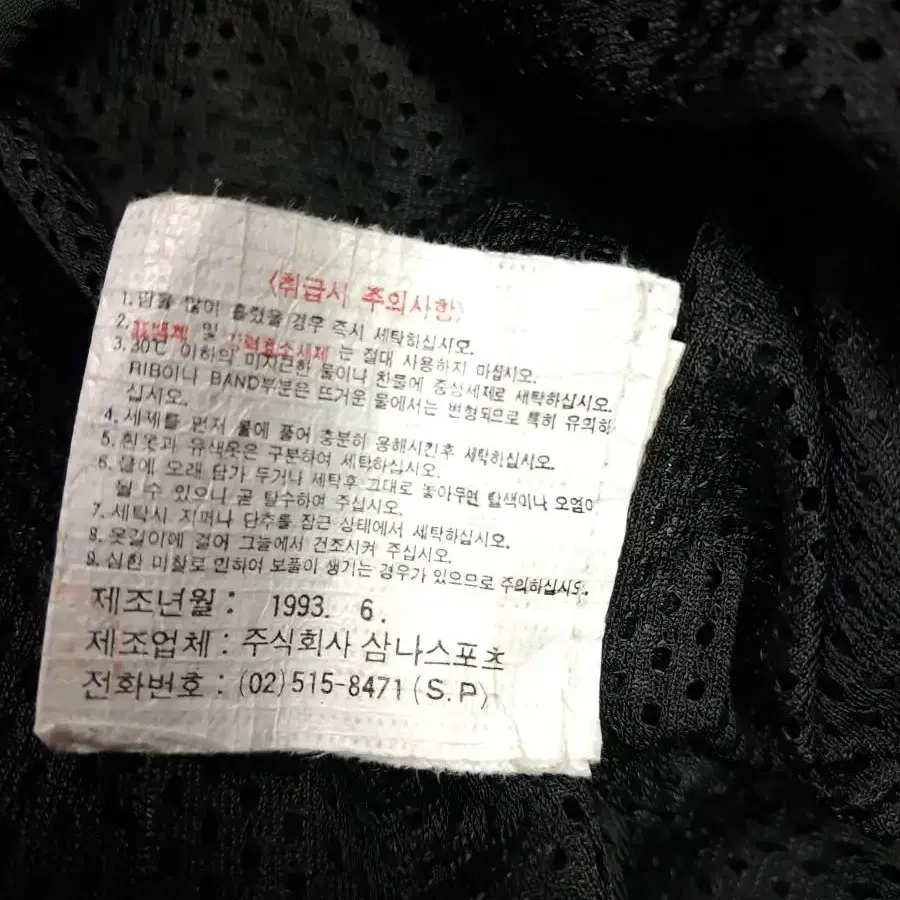 <취급시 주의사항>
1. 땀을 많이 흘렸을 경우 즉시 세탁하십시오.
2. 표백제 및 강력효소세제 는 절대 사용하지 마십시오.
3. 30℃ 이하의 미지근한 물이나 찬물에 중성세제로 세탁하십시오.
RIB이나 BAND부분은 뜨거운 물에서는 변형되므로 특히 유의하
십시오.
4. 세제를 먼저 물에 풀어 충분히 용해시킨후 세탁하십시오.
5. 흰옷과 유색옷은 구분하여 세탁하십시오.
6. 물에 오래 담가 두거나 세탁후 그대로 놓아두면 탈색이나 오염이
될 수 있으니 곧 탈수하여 주십시오.
7. 세탁시 지퍼나 단추를 잠근 상태에서 세탁하십시오.
8. 옷길이에 걸어 그늘에서 건조시켜 주십시오.
9. 심한 마찰로 인하여 보풀이 생기는 경우가 있으므로 주의하십시오.
제조년월 : 1993. 6.
제조업체 : 주식회사 삼나스포츠
전화번호 : (02)515-8471 (S.P)